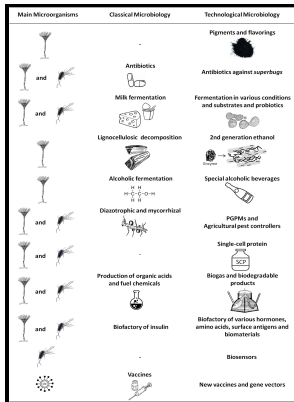 Main Microorganisms Classical Microbiology Technological Microbiology
Pigments and flavorings
-
Antibiotics
and
Antibiotics against superbugs
Milk fermentation
and
Fermentation in various conditions
and substrates and probiotics
Lignocellulosic decomposition
2nd generation ethanol
Enzyme
Alcoholic fermentation
Special alcoholic beverages
H H
H-C-C-O-H
H H
Diazotrophic and mycorrhizal
and
PGPMs and
Agricultural pest controllers
Single-cell protein
and
-
SCP
Production of organic acids
and fuel chemicals
and
Biogas and biodegradable
products
and
Biofactory of insulin
Biofactory of various hormones,
amino acids, surface antigens and
biomaterials
-
Biosensors
Vaccines
New vaccines and gene vectors